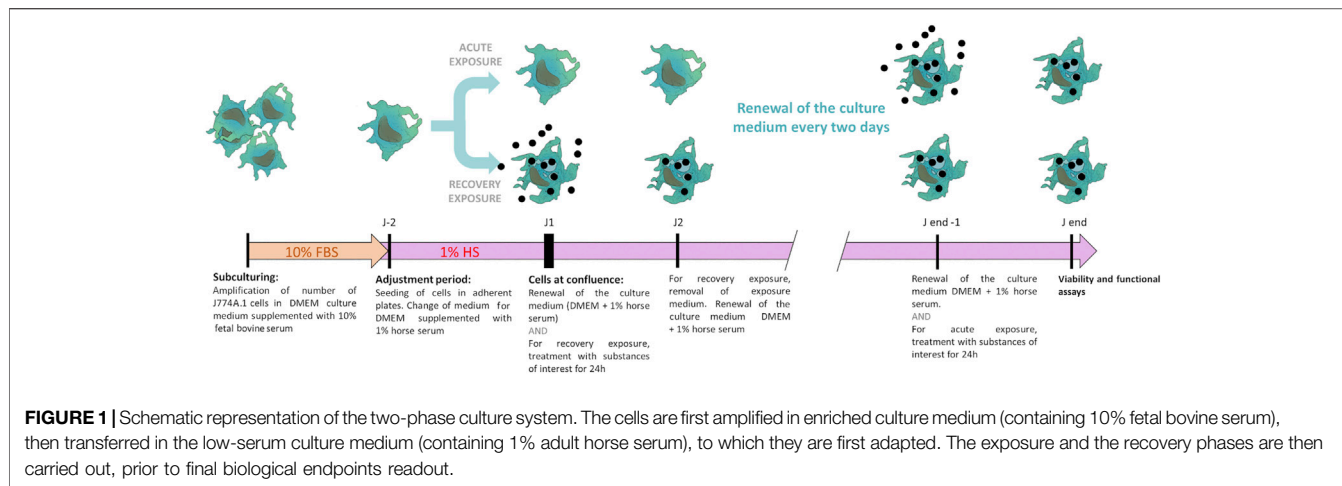 ACUTE
EXPOSURE
Renewal of the culture
medium every two days
RECOVERY
EXPOSURE
J-2
J1
J2
J end -1
J end
10% FBS
1% HS
Subculturing:
Amplification of number of
J774A.1 cells in DMEM culture
medium supplemented with 10%
fetal bovine serum
Adjustment period:
Seeding of cells in adherent
plates. Change of medium for
DMEM supplemented with
1% horse serum
Cells at confluence:
Renewal of the culture
medium (DMEM + 1% horse
serum)
AND
For recovery exposure,
treatment with substances
of interest for 24h
For recovery exposure,
removal of exposure
medium. Renewal of the
culture medium DMEM
+ 1% horse serum
Renewal of the culture
medium DMEM + 1% horse
serum.
AND
For acute exposure,
treatment with substances of
interest for 24h
Viability and functional
assays
FIGURE 1 | Schematic representation of the two-phase culture system. The cells are first amplified in enriched culture medium (containing 10% fetal bovine serum),
then transferred in the low-serum culture medium (containing 1% adult horse serum), to which they are first adapted. The exposure and the recovery phases are then
carried out, prior to final biological endpoints readout.